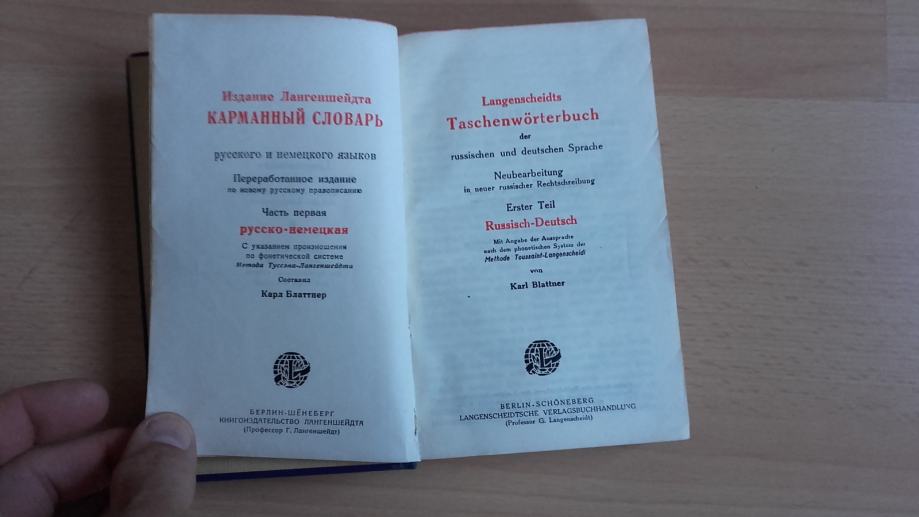 Издание Лангеншейдта
КАРМАННЫЙ СЛОВАРЬ
русского и немецкого языков
Переработанное издание
по новому русскому правописанию
Часть первая
русско-немецкая
С указанием произношения
по фонетической системе
Метода Туссэна-Лангеншейдта
Составил
Карл Блаттнер
БЕРЛИН-ШЁНЕБЕРГ
КНИГОИЗДАТЕЛЬСТВО ЛАНГЕНШЕЙДТА
(Профессор Г. Лангеншейдт)
Langenscheidts
Taschenwörterbuch
der
russischen und deutschen Sprache
Neubearbeitung
in neuer russischer Rechtschreibung
Erster Teil
Russisch-Deutsch
Mit Angabe der Aussprache
nach dem phonetischen System der
Methode Toussaint-Langenscheidt
von
Karl Blattner
BERLIN-SCHÖNEBERG
LANGENSCHEIDTSCHE VERLAGSBUCHHANDLUNG
(Professor G. Langenscheidt)